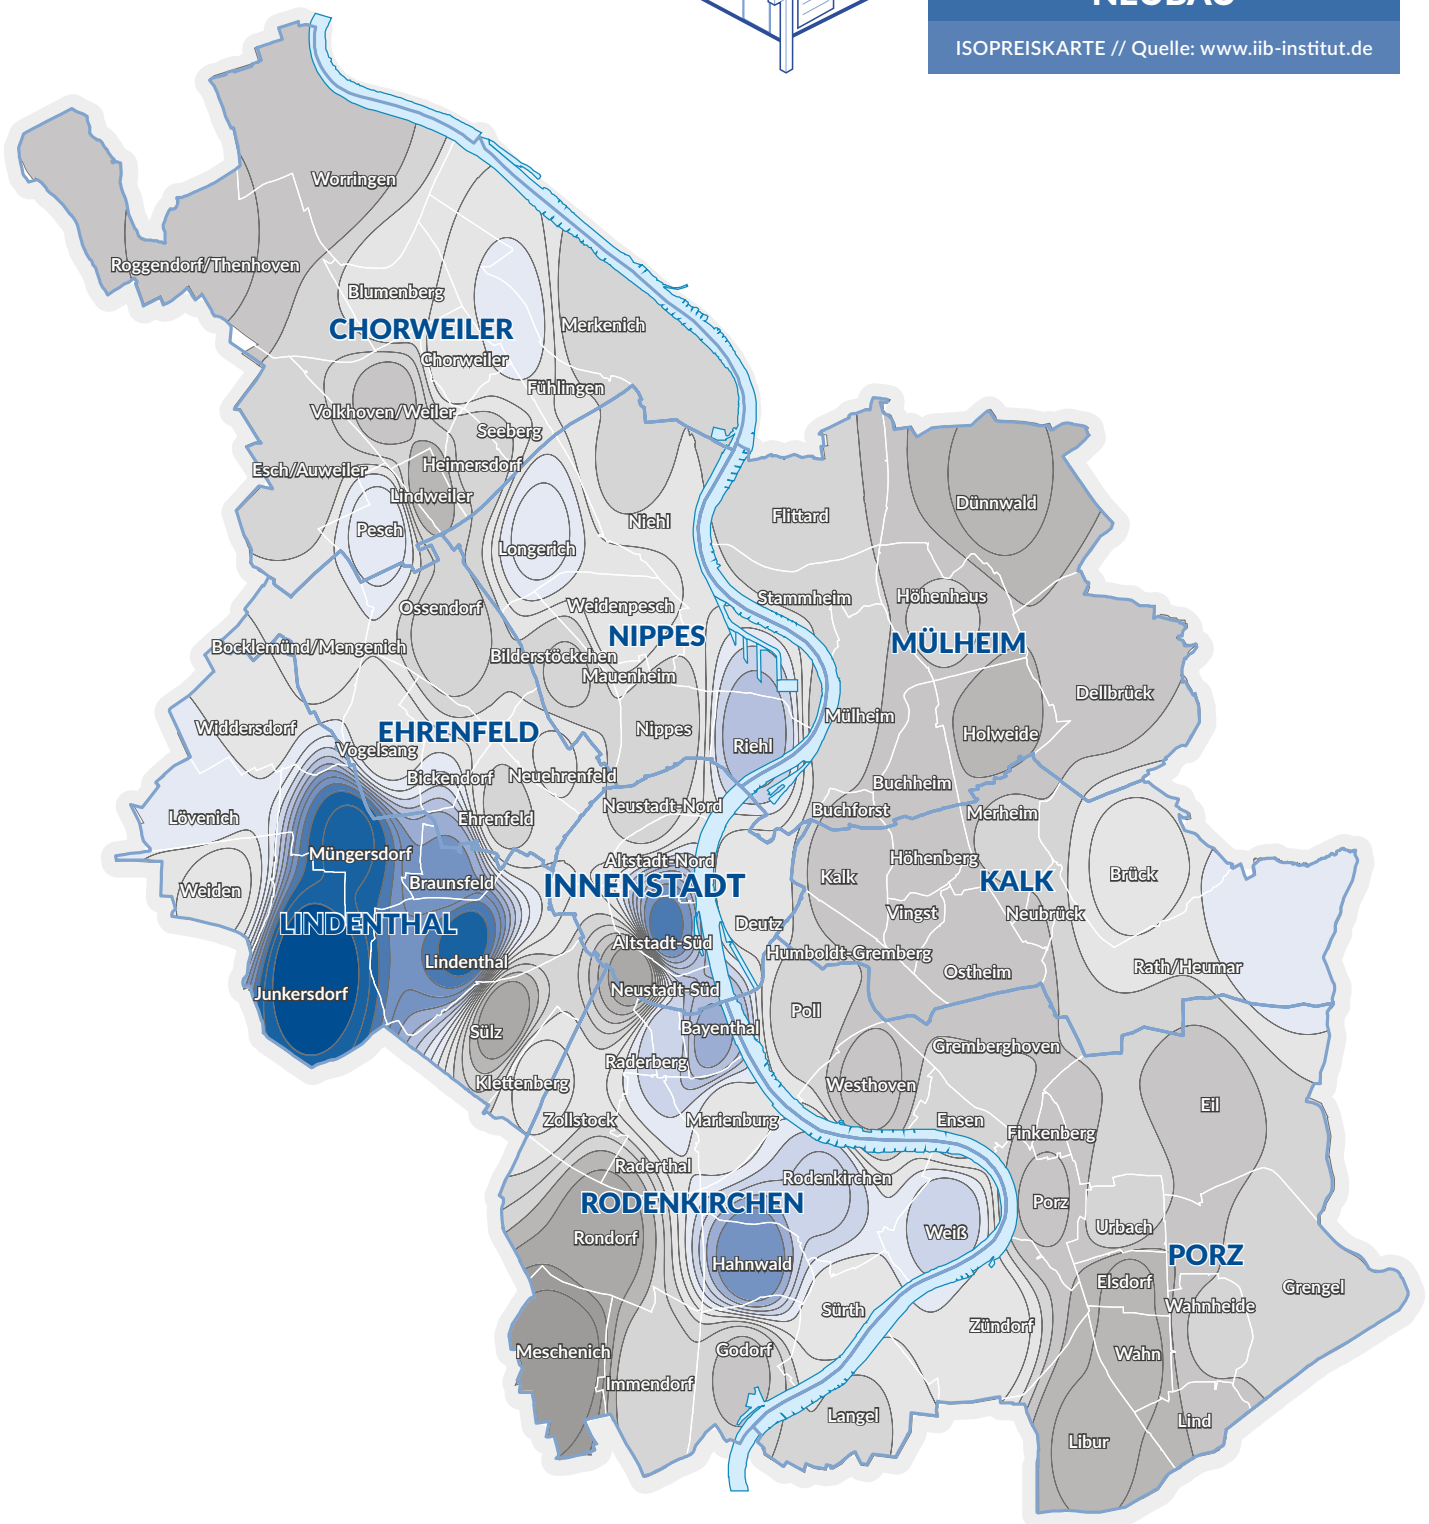 NEUBAU
ISOPREISKARTE // Quelle: www.iib-institut.de
Worringen
Roggendorf/Thenhoven
Blumenberg
CHORWEILER
Merkenich
Chorweiler
Fühlingen
Volkhoven/Weiler
Seeberg
Esch/Auweiler
Heimersdorf
Lindweiler
Pesch
Longerich
Niehl
Flittard
Dünnwald
Ossendorf
Weidenpesch
Stammheim
Höhenhaus
NIPPES
MÜLHEIM
Bocklemünd/Mengenich
Bilderstöckchen
Mauenheim
Dellbrück
Widdersdorf
EHRENFELD
Nippes
Riehl
Mülheim
Holweide
Vogelsang
Bickendorf
Neuehrenfeld
Buchheim
Lövenich
Ehrenfeld
Neustadt-Nord
Buchforst
Merheim
Müngersdorf
Altstadt-Nord
Höhenberg
Weiden
Braunsfeld
INNENSTADT
Kalk
KALK
Brück
LINDENTHAL
Deutz
Vingst
Neubrück
Lindenthal
Altstadt-Süd
Humboldt-Gremberg
Ostheim
Rath/Heumar
Junkersdorf
Neustadt-Süd
Poll
Sülz
Bayenthal
Gremberghoven
Raderberg
Klettenberg
Westhoven
Eil
Zollstock
Marienburg
Ensen
Finkenberg
Raderthal
Rodenkirchen
RODENKIRCHEN
Porz
Rondorf
Weiß
Urbach
PORZ
Hahnwald
Elsdorf
Grengel
Sürth
Wahnheide
Zündorf
Meschenich
Godorf
Wahn
Immendorf
Langel
Lind
Libur